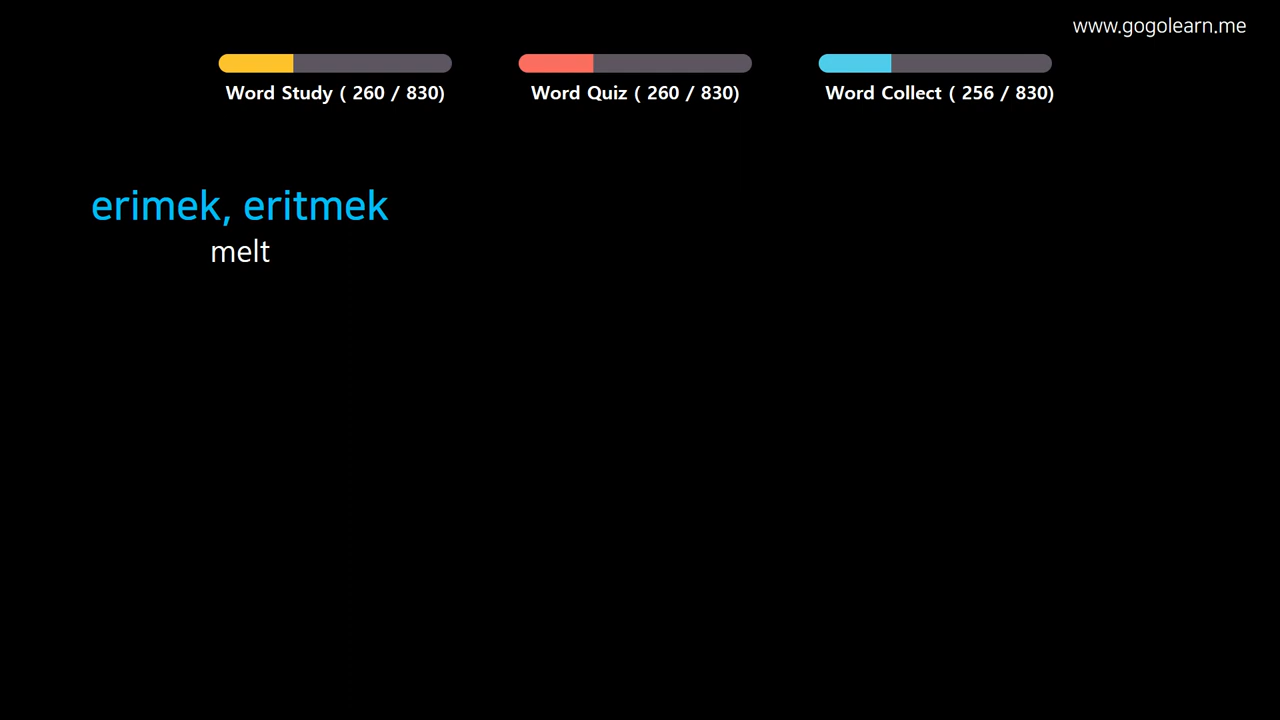 www.gogolearn.me
Word Study ( 260 / 830)
Word Quiz ( 260 / 830)
Word Collect ( 256 / 830)
erimek, eritmek
melt